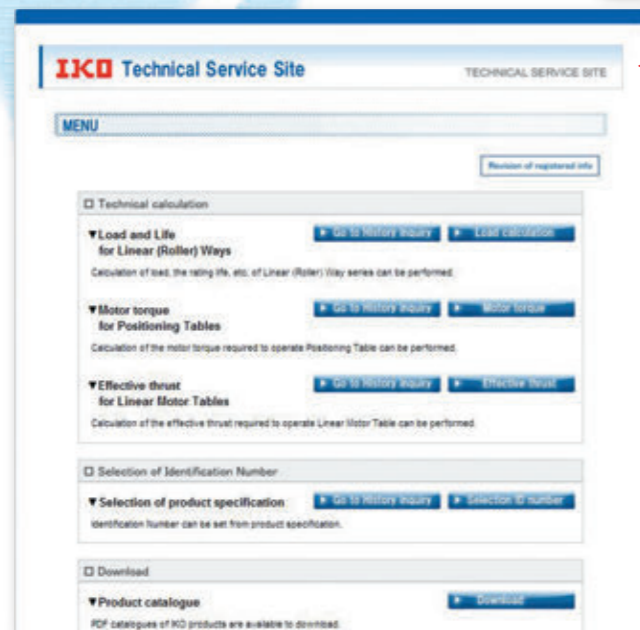 IKO Technical Service Site
TECHNICAL SERVICE SITE
MENU
Revision of registered info
Technical calculation
▼Load and Life
for Linear (Roller) Ways
Go to History inquiry
Load calculation
Calculation of load, the rating life, etc. of Linear (Roller) Way series can be performed.
▼Motor torque
for Positioning Tables
Go to History inquiry
Motor torque
Calculation of the motor torque required to operate Positioning Table can be performed.
▼Effective thrust
for Linear Motor Tables
Go to History inquiry
Effective thrust
Calculation of the effective thrust required to operate Linear Motor Table can be performed.
Selection of Identification Number
▼Selection of product specification
Go to History inquiry
Selection ID number
Identification Number can be set from product specification.
Download
▼Product catalogue
Download
PDF catalogues of IKO products are available to download.